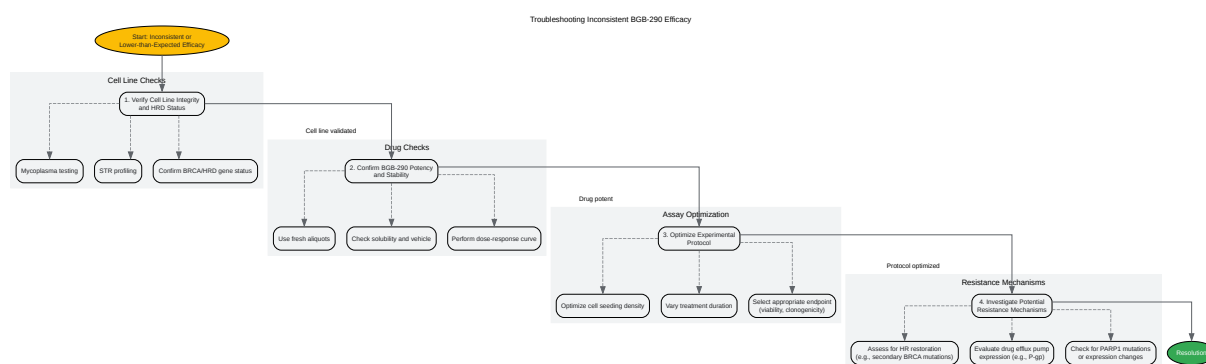 Troubleshooting Inconsistent BGB-290 Efficacy
Start: Inconsistent or
Lower-than-Expected Efficacy
Cell Line Checks
1. Verify Cell Line Integrity
and HRD Status
Mycoplasma testing
STR profiling
Confirm BRCA/HRD gene status
Cell line validated
Drug Checks
2. Confirm BGB-290 Potency
and Stability
Use fresh aliquots
Check solubility and vehicle
Perform dose-response curve
Drug potent
Assay Optimization
3. Optimize Experimental
Protocol
Optimize cell seeding density
Vary treatment duration
Select appropriate endpoint
(viability, clonogenicity)
Protocol optimized
Resistance Mechanisms
4. Investigate Potential
Resistance Mechanisms
Assess for HR restoration
(e.g., secondary BRCA mutations)
Evaluate drug efflux pump
expression (e.g., P-gp)
Check for PARP1 mutations
or expression changes
Resolution